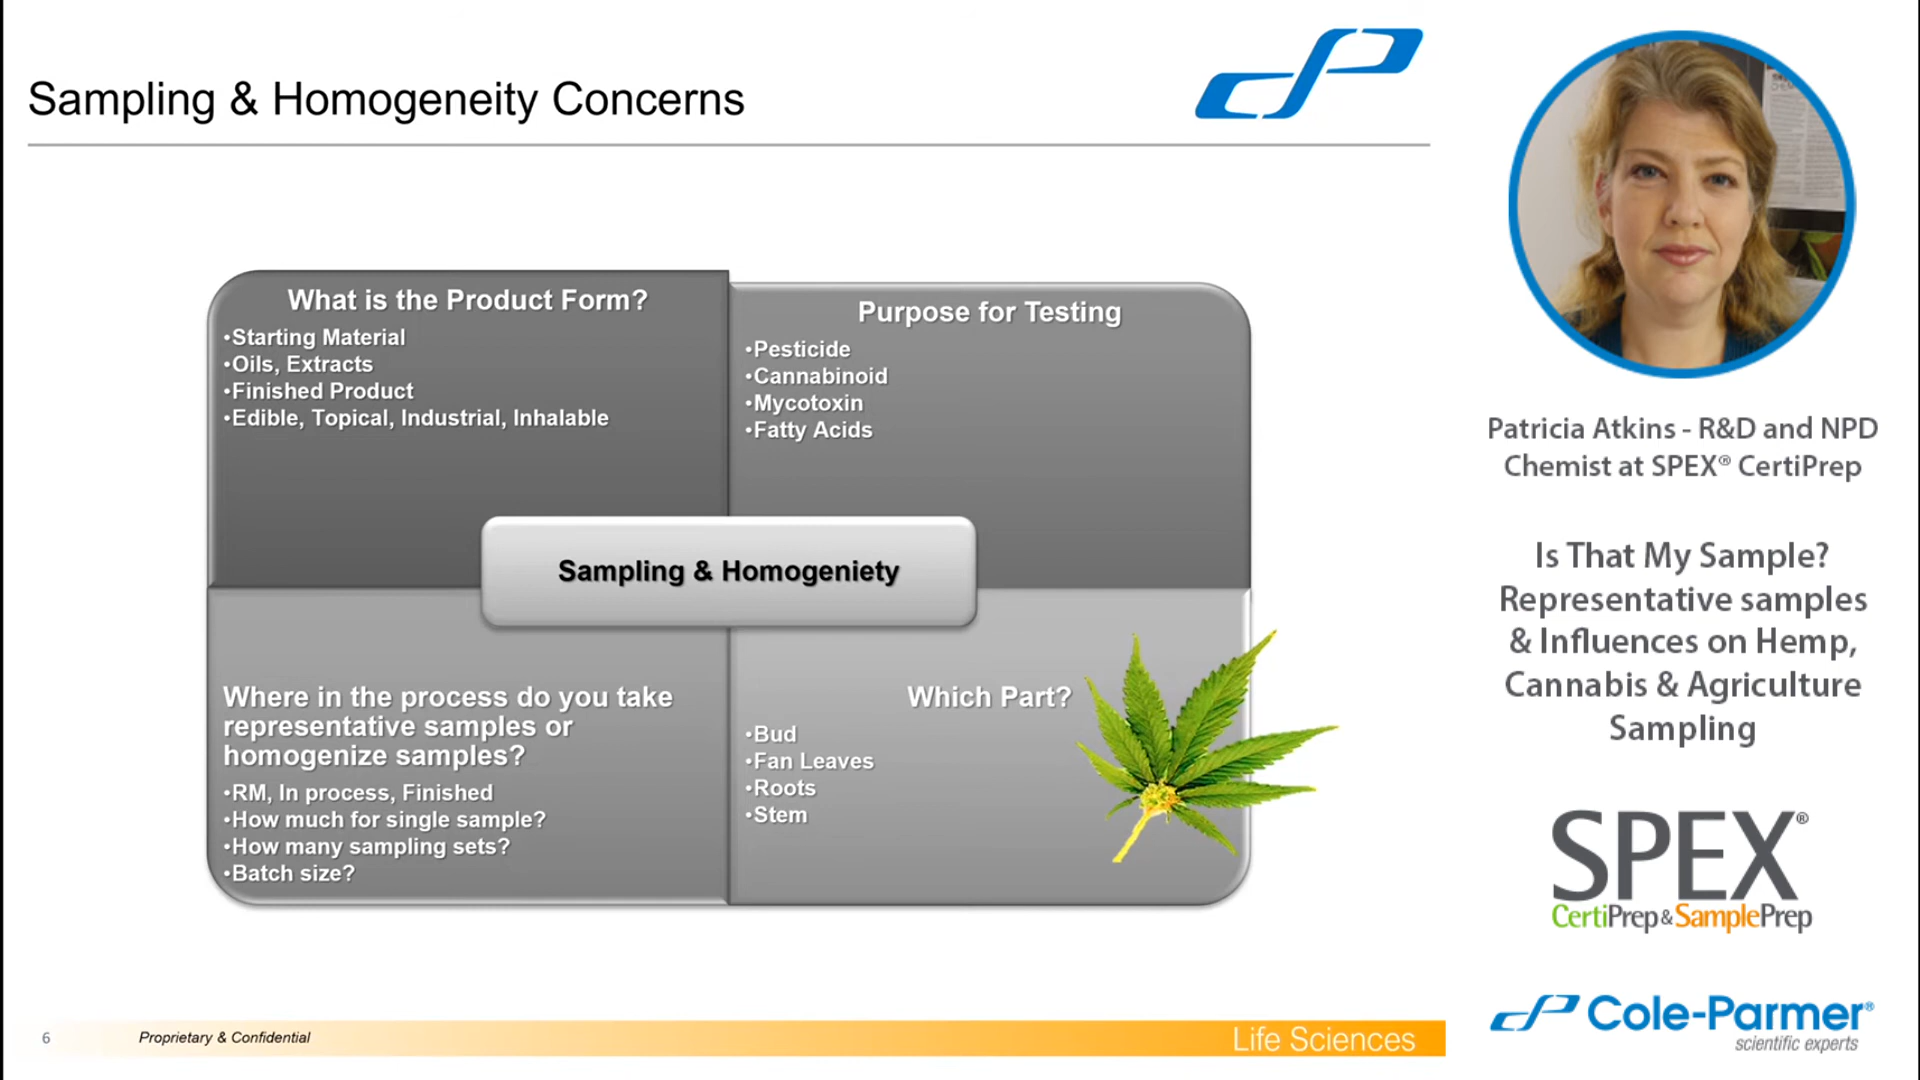 Sampling & Homogeneity Concerns
What is the Product Form?
•Starting Material
•Oils, Extracts
•Finished Product
•Edible, Topical, Industrial, Inhalable
Purpose for Testing
•Pesticide
•Cannabinoid
•Mycotoxin
•Fatty Acids
Sampling & Homogeniety
Where in the process do you take
representative samples or
homogenize samples?
•RM, In process, Finished
•How much for single sample?
•How many sampling sets?
•Batch size?
Which Part?
•Bud
•Fan Leaves
•Roots
•Stem
6
Proprietary & Confidential
Life Sciences
Patricia Atkins - R&D and NPD
Chemist at SPEX® CertiPrep
Is That My Sample?
Representative samples
& Influences on Hemp,
Cannabis & Agriculture
Sampling
SPEX®
CertiPrep & SamplePrep
Cole-Parmer®
scientific experts